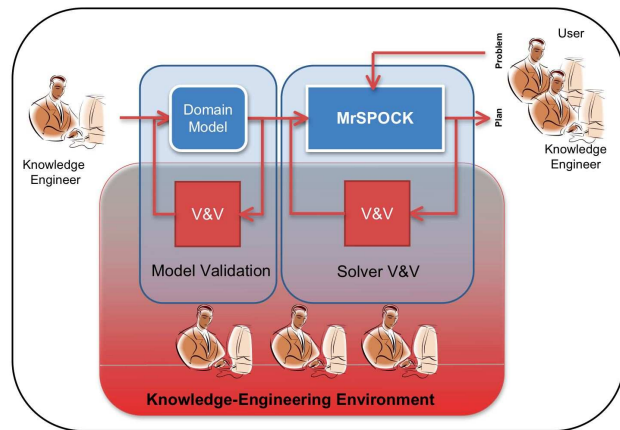 User
Problem
Domain
Model
MrSPOCK
Plan
Knowledge
Engineer
Knowledge
Engineer
V&V
V&V
Model Validation
Solver V&V
Knowledge-Engineering Environment